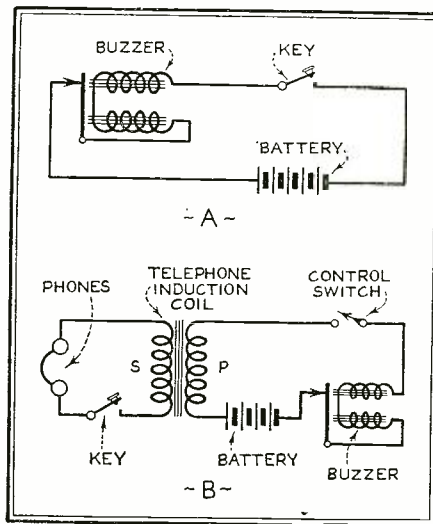 BUZZER
KEY
BATTERY
~A~
TELEPHONE
INDUCTION
COIL
CONTROL
SWITCH
PHONES
S
P
KEY
BATTERY
BUZZER
~B~